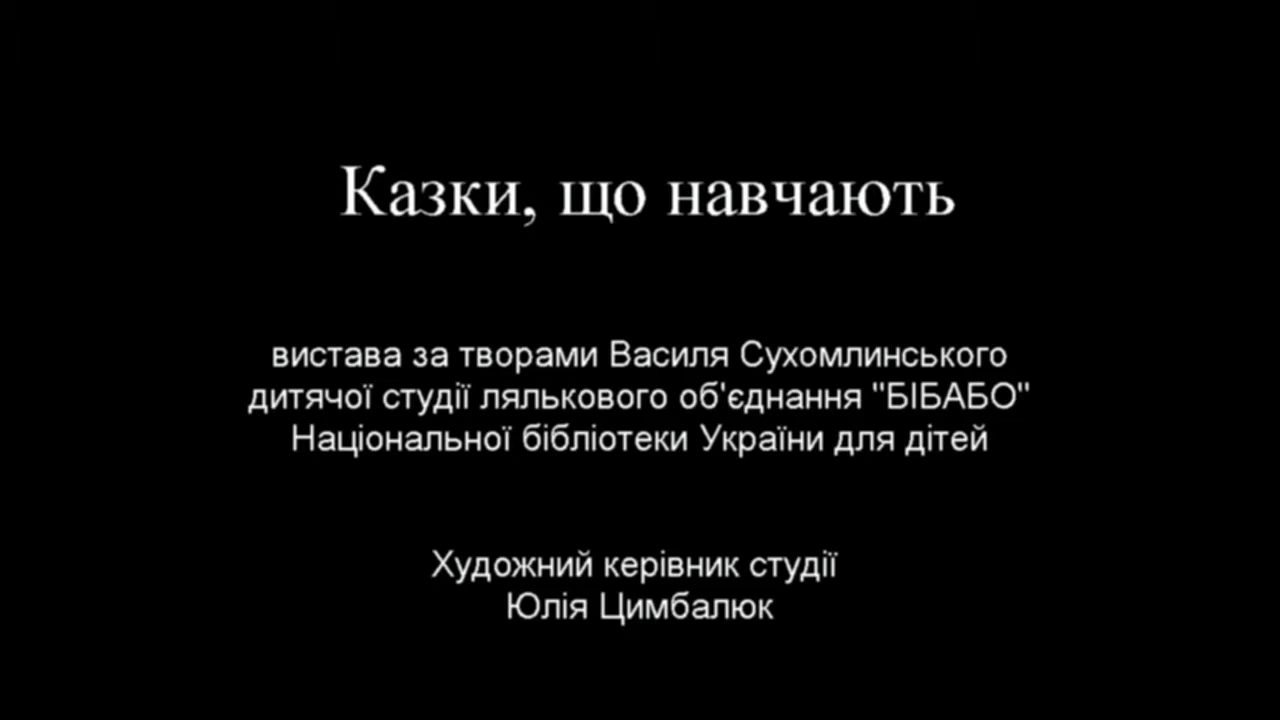 Казки, що навчають
вистава за творами Василя Сухомлинського
дитячої студії лялькового об'єднання "БІБАБО"
Національної бібліотеки України для дітей
Художний керівник студії
Юлія Цимбалюк